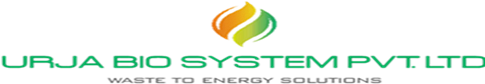 URJA BIO SYSTEM PVT. LTD
WASTE TO ENERGY SOLUTIONS